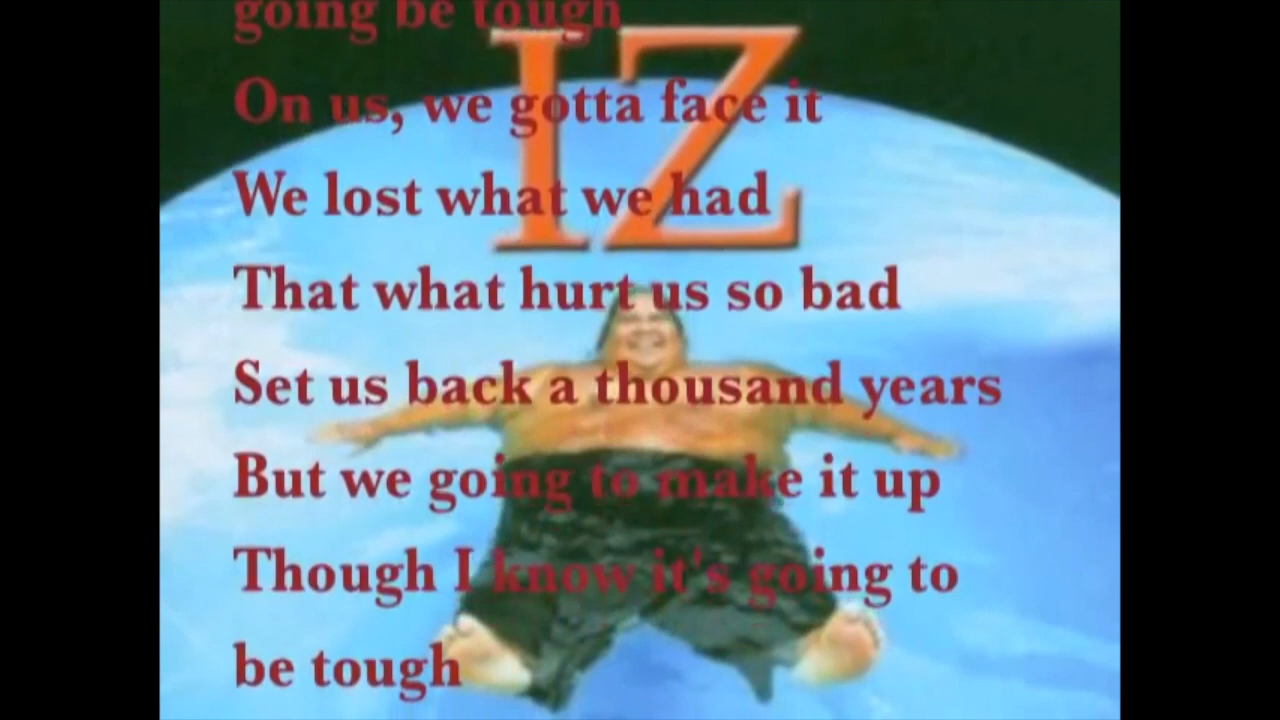 going be tough
IZ
On us, we gotta face it
We lost what we had
That what hurt us so bad
Set us back a thousand years
But we going to make it up
Though I know it's going to
be tough